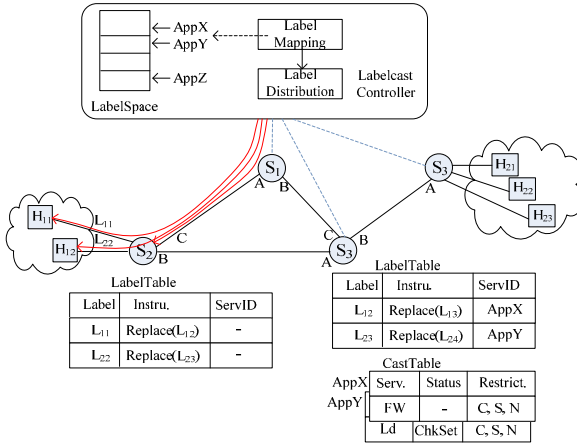 AppX
AppY
AppZ
LabelSpace
Label
Mapping
Label
Distribution
Labelcast
Controller
S1
A
B
S3
A
H21
H22
H23
H11
L11
H12
L22
S2
C
B
C
B
A
S3
LabelTable
Label Instru. ServID
L11 Replace(L12) -
L22 Replace(L23) -
LabelTable
Label Instru. ServID
L12 Replace(L13) AppX
L23 Replace(L24) AppY
CastTable
AppX
AppY
Serv. Status Restrict.
FW - C, S, N
Ld ChkSet C, S, N